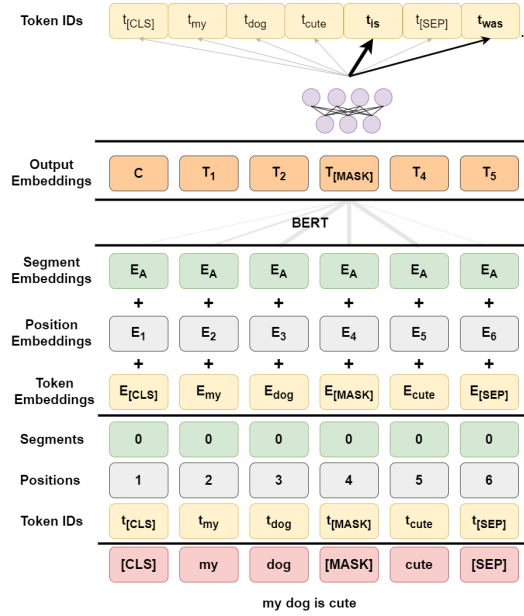 Token IDs t[CLS] tmy tdog tcute tis t[SEP] twas ...
Output Embeddings C T1 T2 T[MASK] T4 T5
BERT
Segment Embeddings EA EA EA EA EA EA
+ + + + + +
Position Embeddings E1 E2 E3 E4 E5 E6
+ + + + + +
Token Embeddings E[CLS] Emy Edog E[MASK] Ecute E[SEP]
Segments 0 0 0 0 0 0
Positions 1 2 3 4 5 6
Token IDs t[CLS] tmy tdog t[MASK] tcute t[SEP]
[CLS] my dog [MASK] cute [SEP]
my dog is cute